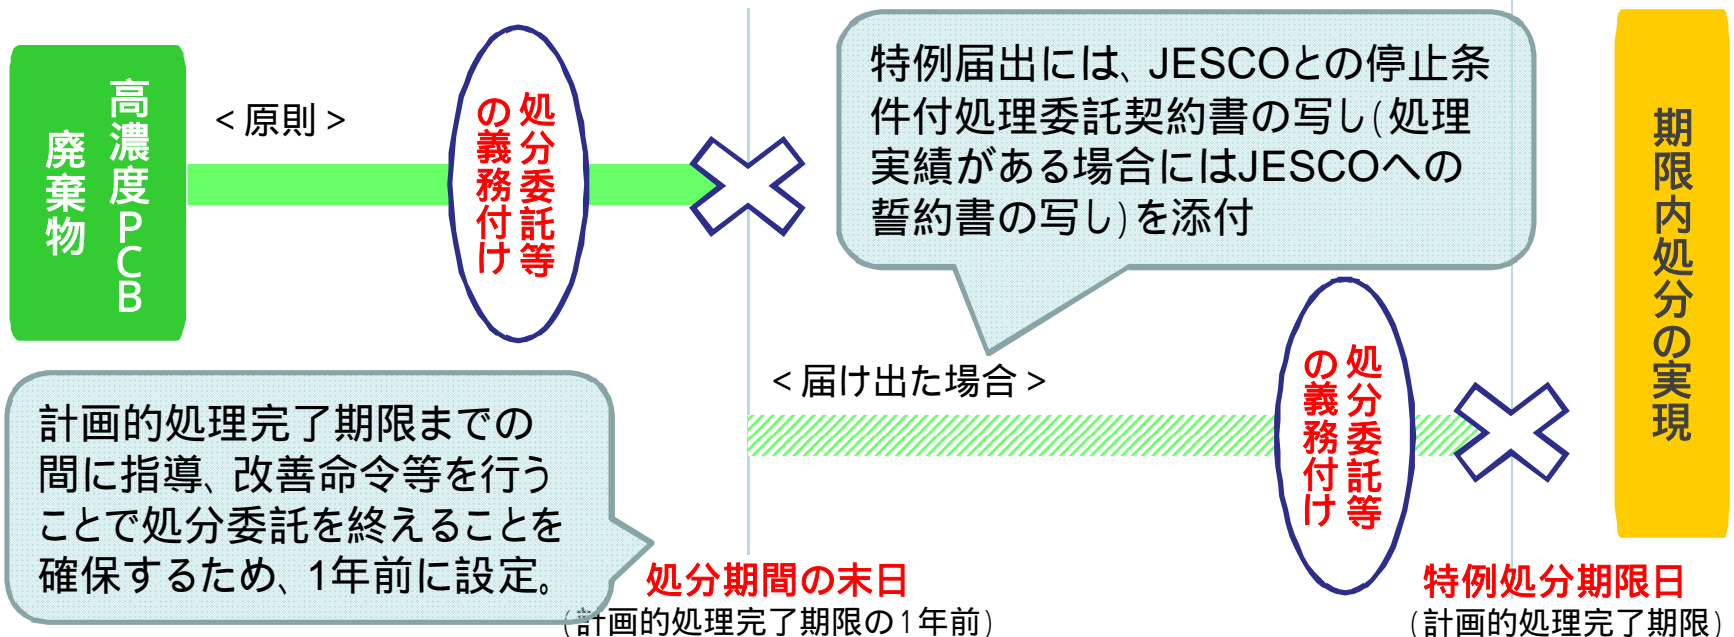 高濃度PCB
廃棄物
<原則>
処分委託等
の義務付け
特例届出には、JESCOとの停止条
件付処理委託契約書の写し(処理
実績がある場合にはJESCOへの
誓約書の写し)を添付
期限内処分の実現
<届け出た場合>
処分委託等
の義務付け
計画的処理完了期限までの
間に指導、改善命令等を行う
ことで処分委託を終えることを
確保するため、1年前に設定。
処分期間の末日
(計画的処理完了期限の1年前)
特例処分期限日
(計画的処理完了期限)